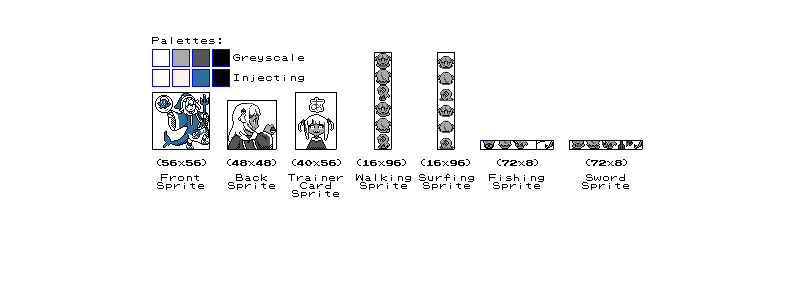 Palettes:
Greyscale
Injecting
あ
(56x56)
(48x48)
(40x56)
(16x96)
(16x96)
(72x8)
(72x8)
Front
Sprite
Back
Sprite
Trainer
Card
Sprite
Walking
Sprite
Surfing
Sprite
Fishing
Sprite
Sword
Sprite